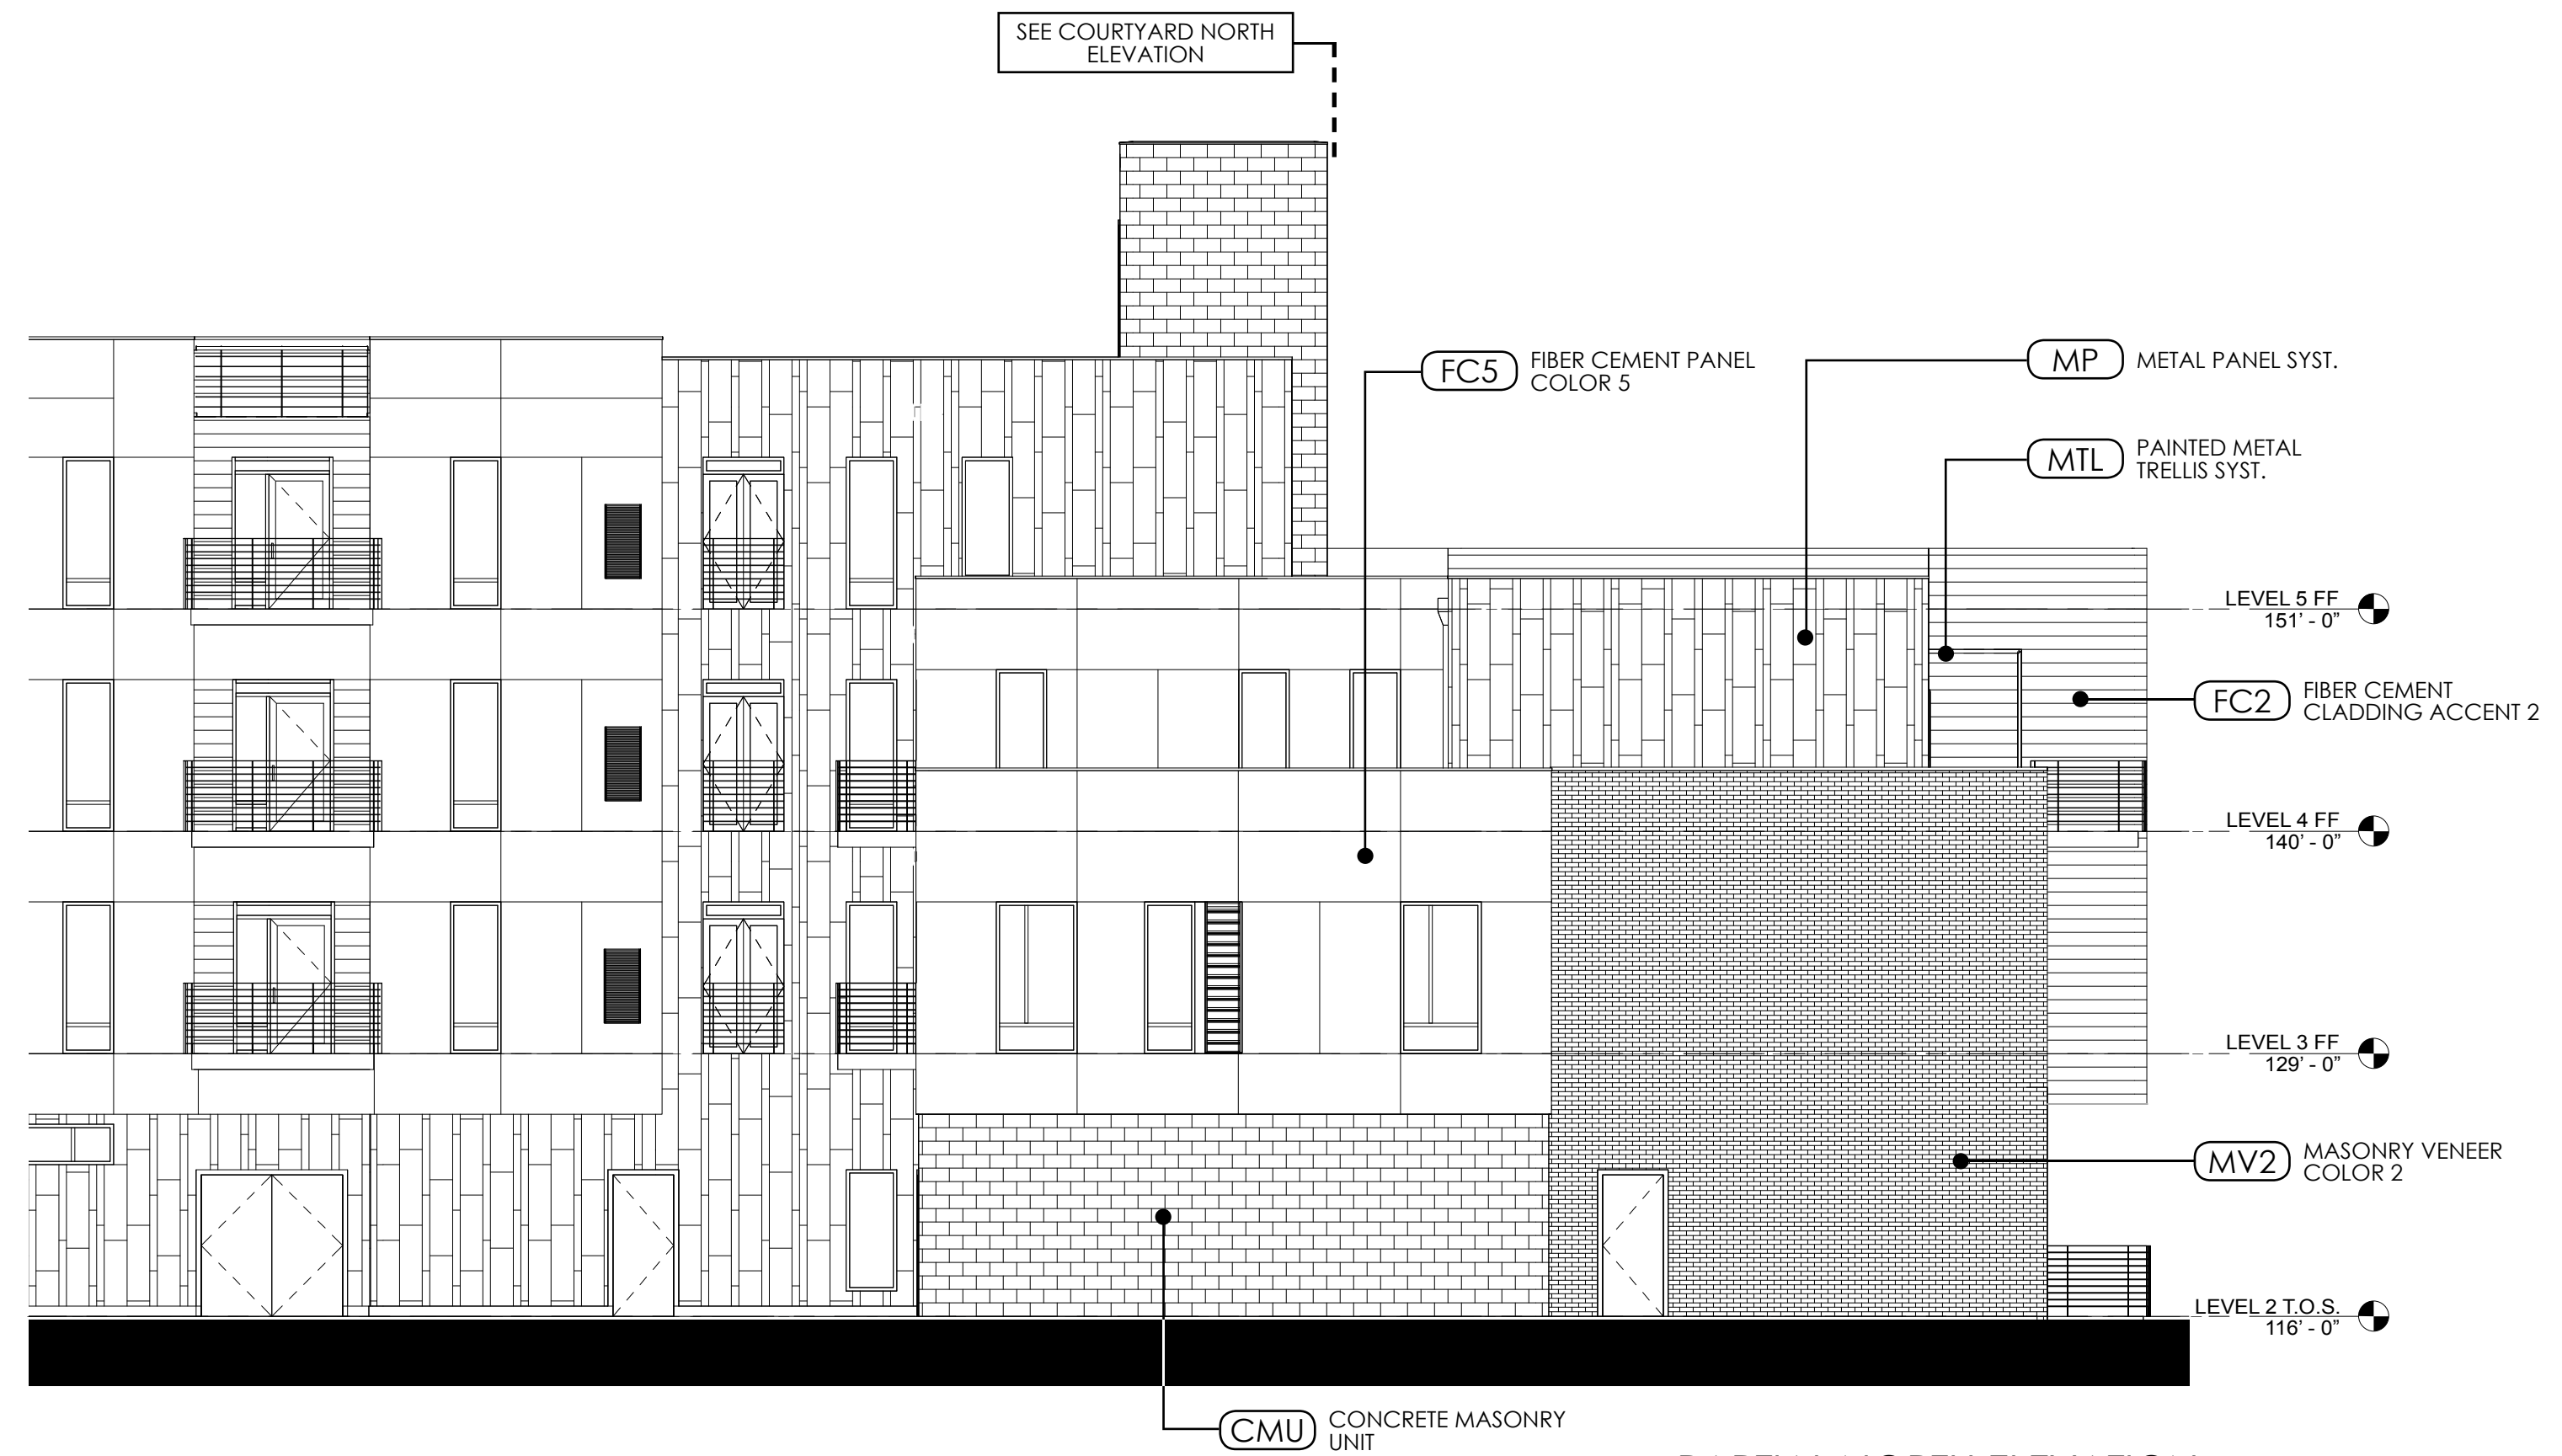 SEE COURTYARD NORTH
ELEVATION
FC5 FIBER CEMENT PANEL
COLOR 5
MP METAL PANEL SYST.
MTL PAINTED METAL
TRELLIS SYST.
LEVEL 5 FF
151' - 0"
FC2 FIBER CEMENT
CLADDING ACCENT 2
LEVEL 4 FF
140' - 0"
LEVEL 3 FF
129' - 0"
MV2 MASONRY VENEER
COLOR 2
LEVEL 2 T.O.S.
116' - 0"
CMU CONCRETE MASONRY
UNIT